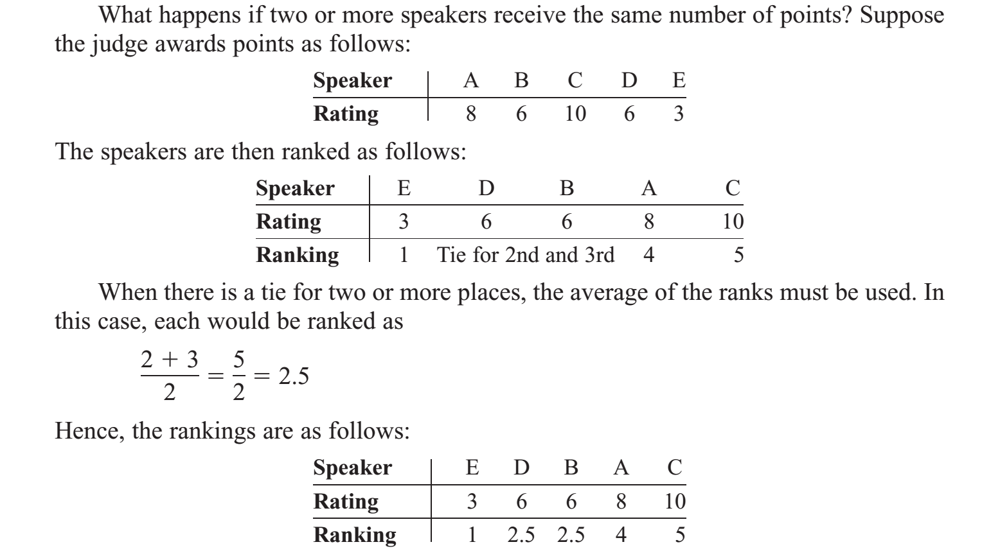 What happens if two or more speakers receive the same number of points? Suppose
the judge awards points as follows:
Speaker A B C D E
Rating 8 6 10 6 3
The speakers are then ranked as follows:
Speaker E D B A C
Rating 3 6 6 8 10
Ranking 1 Tie for 2nd and 3rd 4 5
When there is a tie for two or more places, the average of the ranks must be used. In
this case, each would be ranked as
2 + 3 / 2 = 5 / 2 = 2.5
Hence, the rankings are as follows:
Speaker E D B A C
Rating 3 6 6 8 10
Ranking 1 2.5 2.5 4 5